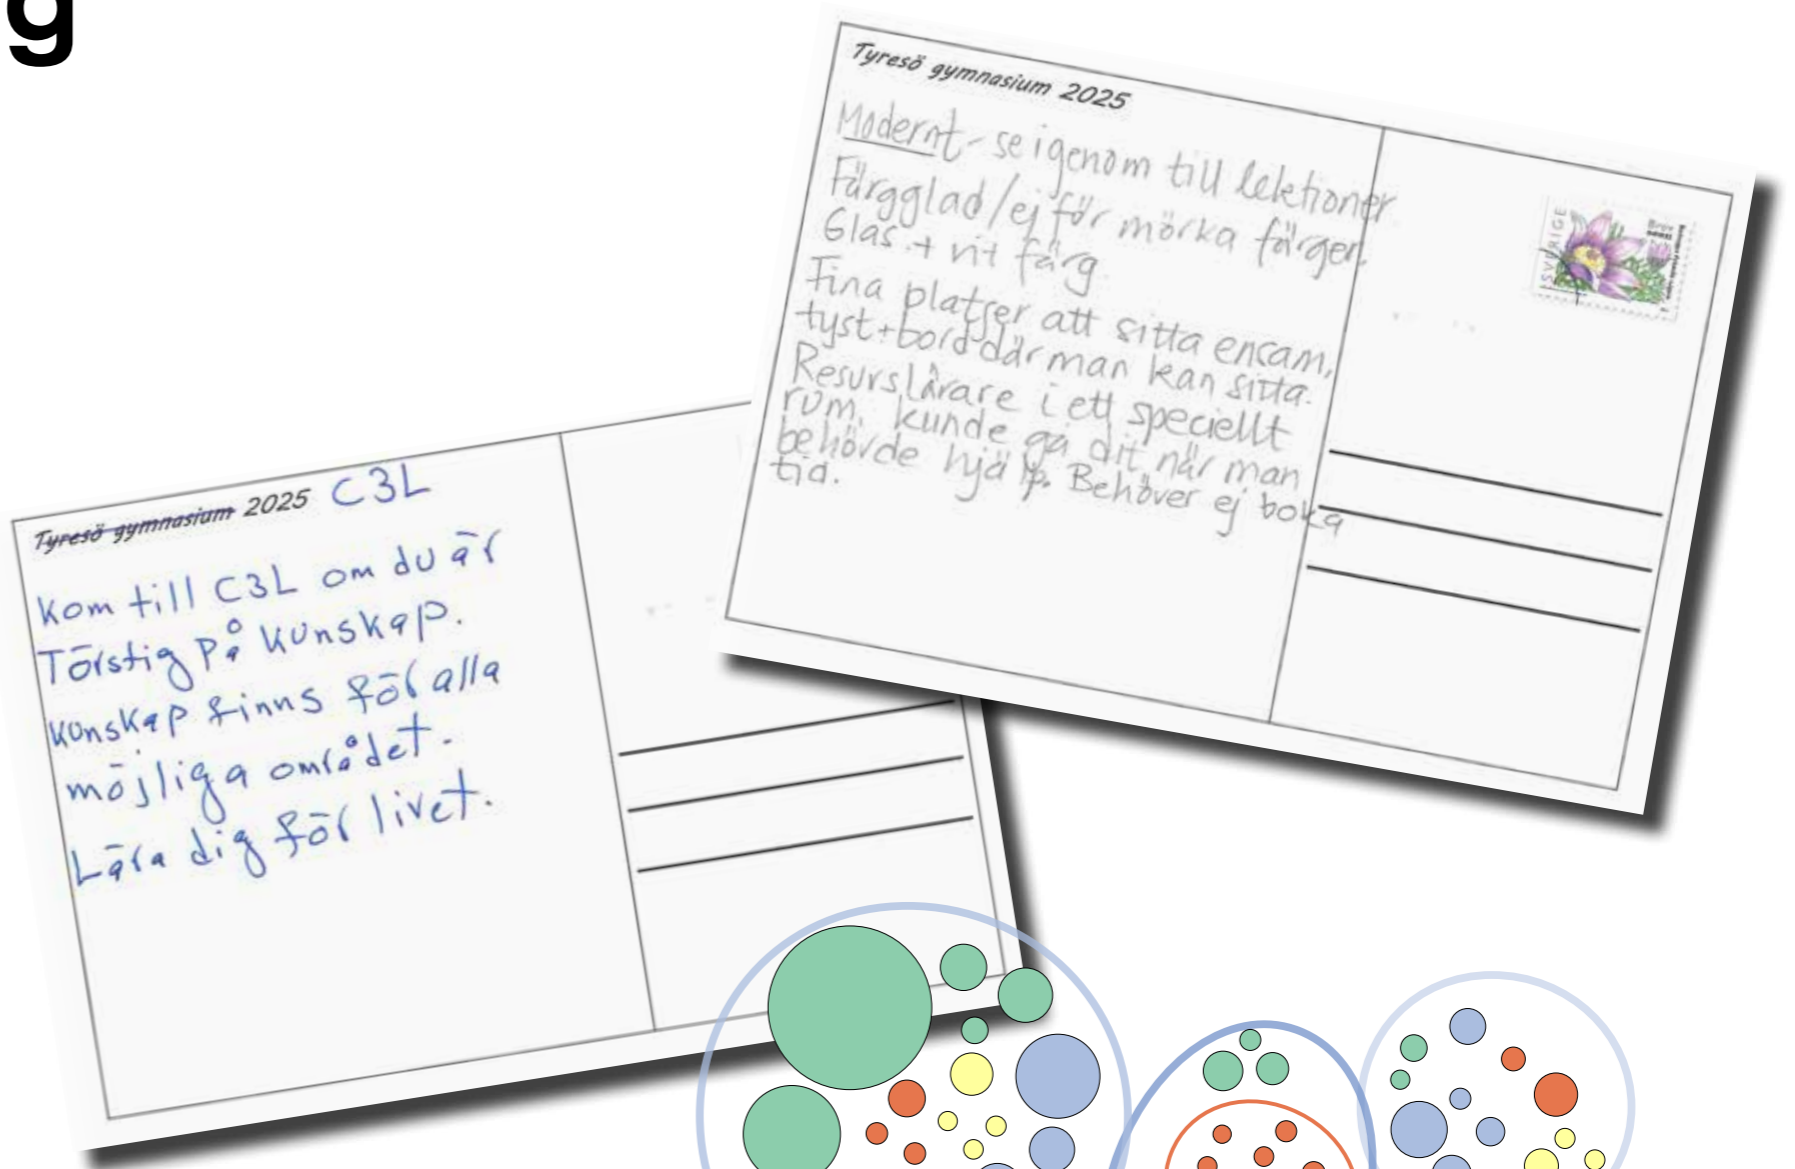 g
Tyresö gymnasium 2025
Modernt - se igenom till lektioner
Färgglad/ej för mörka färger.
Glas + vit färg
Fina platser att sitta ensam,
tyst + bord där man kan sitta.
Resurslärare i ett speciellt
rum, kunde gå dit när man
behövde hjälp. Behöver ej boka
tid.
SVERIGE
Brev
Tyresö gymnasium 2025 C3L
Kom till C3L om du är
Törstig på kunskap.
kunskap finns för alla
möjliga området.
Lära dig för livet.